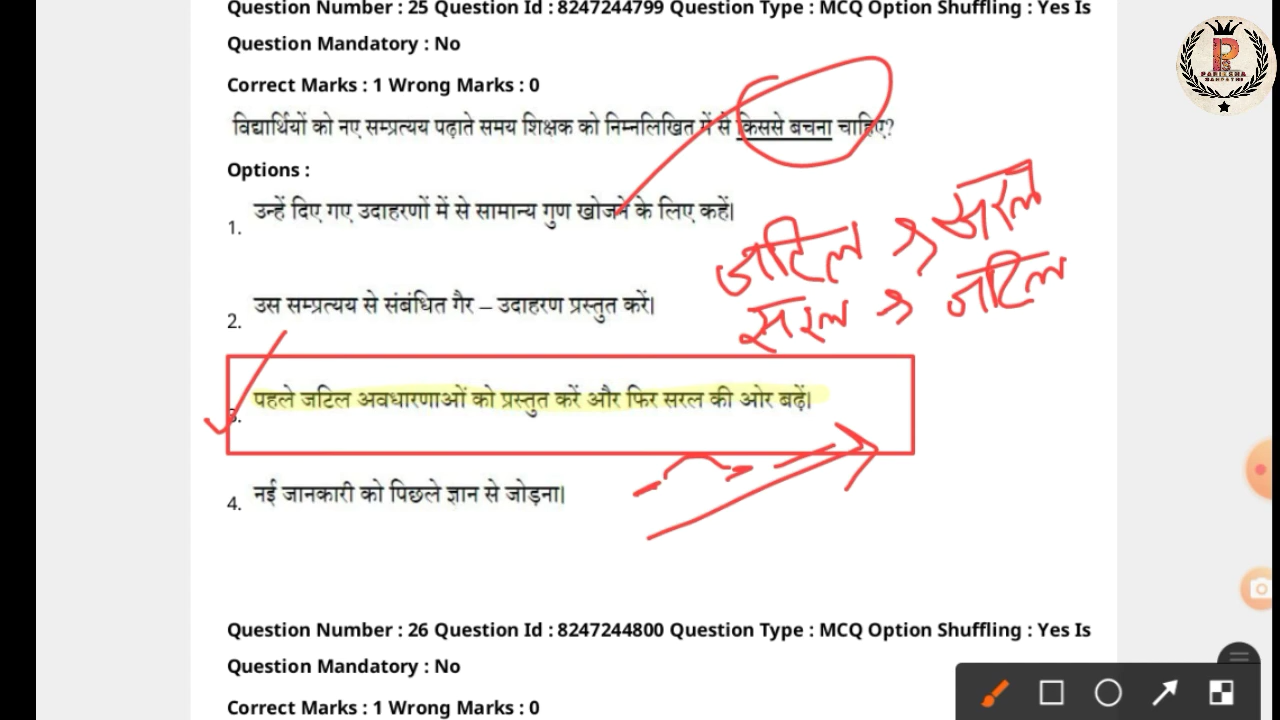 Question Number : 25 Question Id : 8247244799 Question Type : MCQ Option Shuffling : Yes Is
Question Mandatory : No
Correct Marks : 1 Wrong Marks : 0
विद्यार्थियों को नए सम्प्रत्यय पढ़ाते समय शिक्षक को निम्नलिखित में से किससे बचना चाहिए?
Options :
1. उन्हें दिए गए उदाहरणों में से सामान्य गुण खोजने के लिए कहें।
जटिल → सरल
2. उस सम्प्रत्यय से संबंधित गैर – उदाहरण प्रस्तुत करें।
सरल → जटिल
3. पहले जटिल अवधारणाओं को प्रस्तुत करें और फिर सरल की ओर बढ़ें।
4. नई जानकारी को पिछले ज्ञान से जोड़ना।
Question Number : 26 Question Id : 8247244800 Question Type : MCQ Option Shuffling : Yes Is
Question Mandatory : No
Correct Marks : 1 Wrong Marks : 0